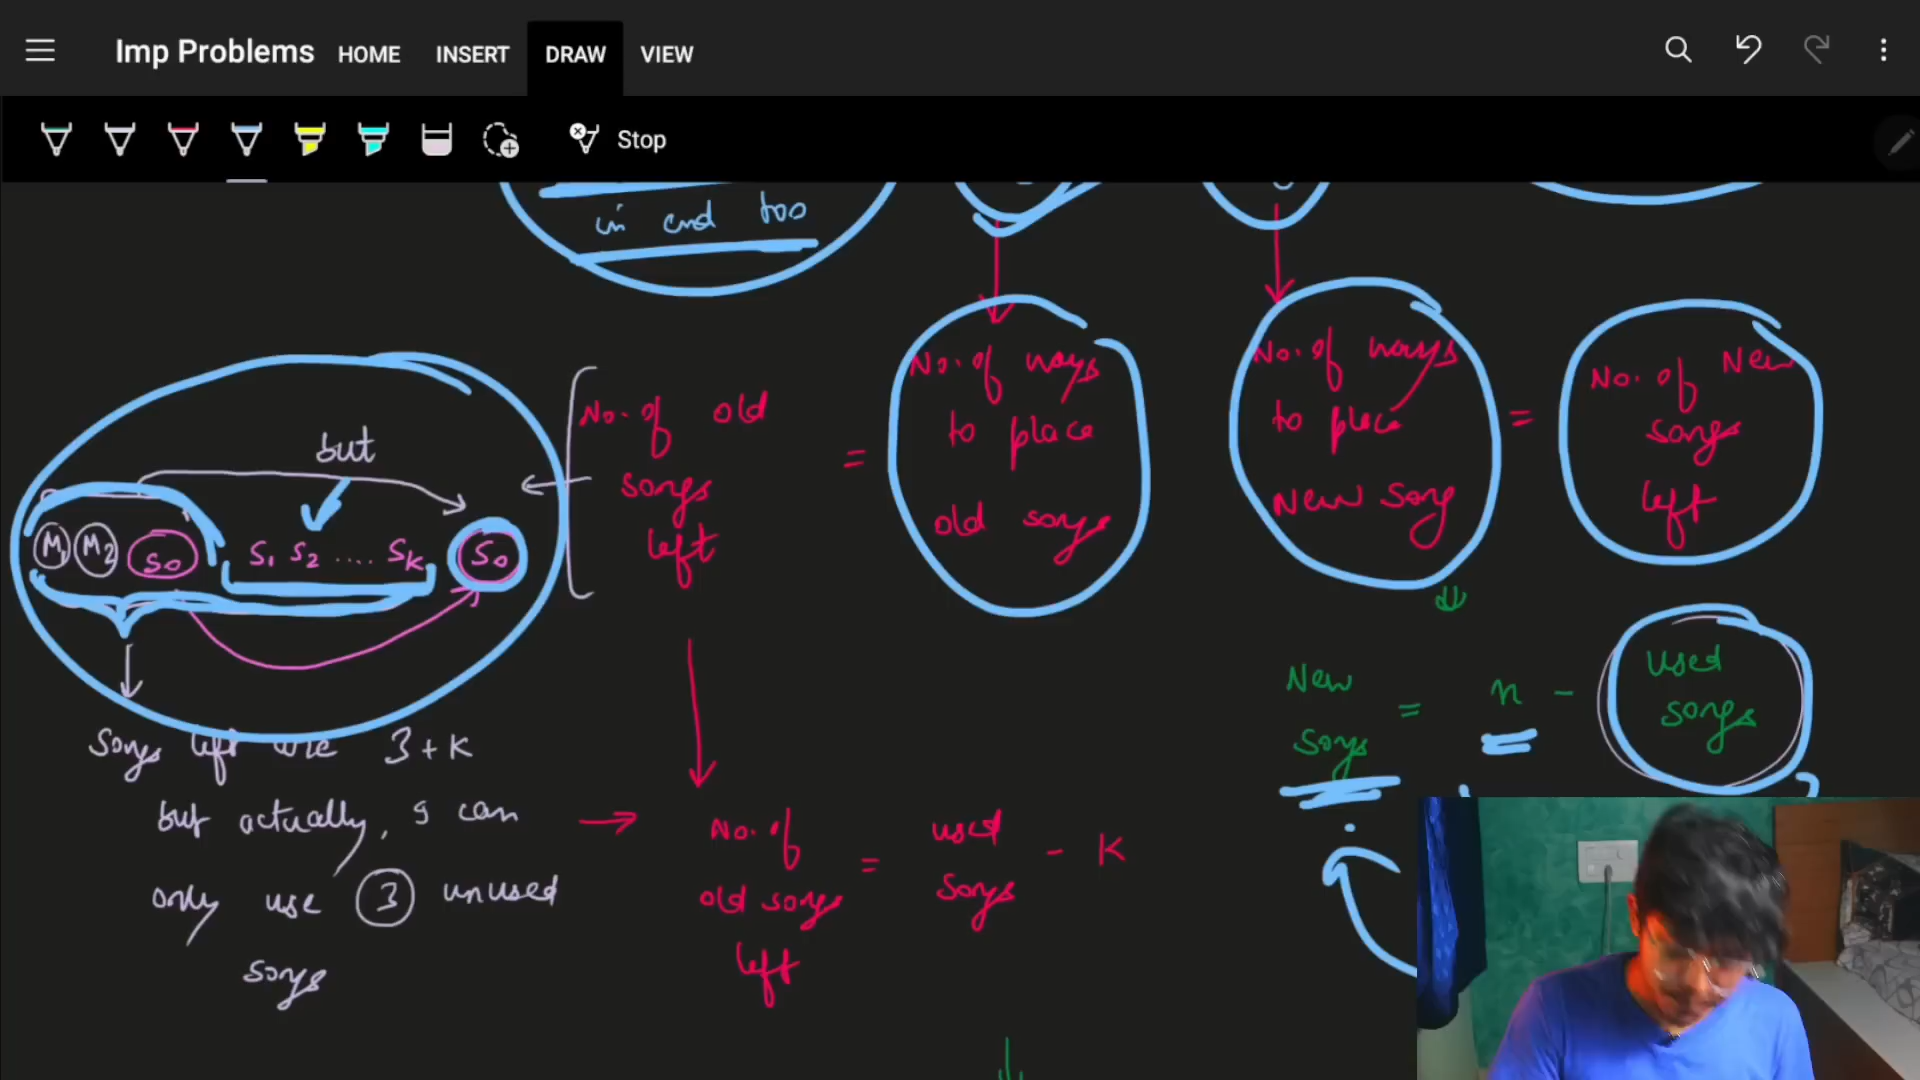 Imp Problems HOME INSERT DRAW VIEW
Stop
in end too
but
M1 M2 So S1 S2 .... SK So
No. of old
songs
left
=
No. of ways
to place
old songs
No. of ways
to place
New Song
=
No. of New
songs
left
New
songs
= n -
used
songs
Songs left are 3+K
but actually, I can
only use 3 unused
songs
No. of
old songs
left
=
used
songs
- K